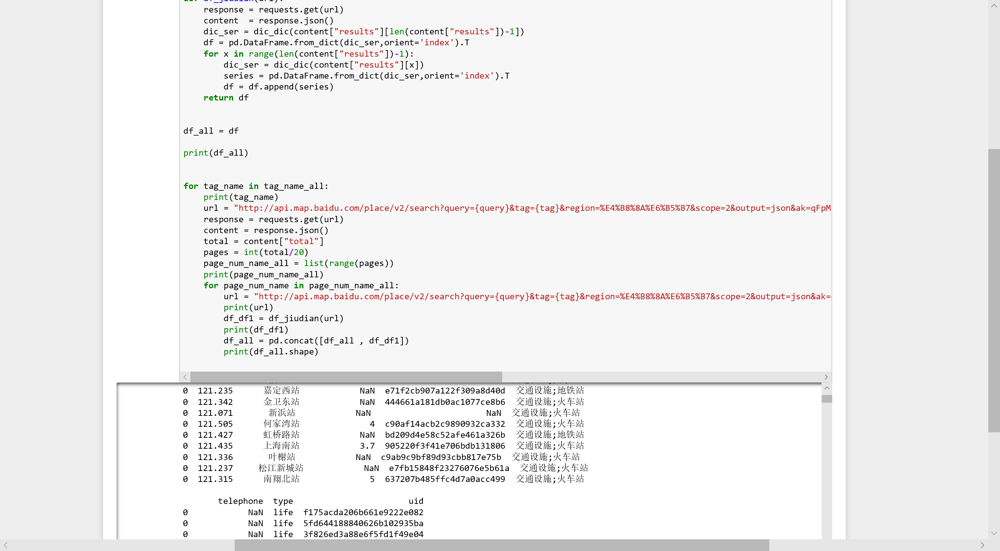 def df_jiudian(url):
    response = requests.get(url)
    content  = response.json()
    dic_ser = dic_dic(content["results"][len(content["results"])-1])
    df = pd.DataFrame.from_dict(dic_ser,orient='index').T
    for x in range(len(content["results"])-1):
        dic_ser = dic_dic(content["results"][x])
        series = pd.DataFrame.from_dict(dic_ser,orient='index').T
        df = df.append(series)
    return df
df_all = df
print(df_all)
for tag_name in tag_name_all:
    print(tag_name)
    url = "http://api.map.baidu.com/place/v2/search?query={query}&tag={tag}&region=%E4%B8%8A%E6%B5%B7&scope=2&output=json&ak=qFpM
    response = requests.get(url)
    content = response.json()
    total = content["total"]
    pages = int(total/20)
    page_num_name_all = list(range(pages))
    print(page_num_name_all)
    for page_num_name in page_num_name_all:
        url = "http://api.map.baidu.com/place/v2/search?query={query}&tag={tag}&region=%E4%B8%8A%E6%B5%B7&scope=2&output=json&ak=
        print(url)
        df_df1 = df_jiudian(url)
        print(df_df1)
        df_all = pd.concat([df_all , df_df1])
        print(df_all.shape)
0  121.235      嘉定西站            NaN  e71f2cb907a122f309a8d40d  交通设施;地铁站
0  121.342      金卫东站            NaN  444661a181db0ac1077ce8b6  交通设施;火车站
0  121.071       新浜站            NaN                       NaN  交通设施;火车站
0  121.505      何家湾站              4  c90af14acb2c9890932ca332  交通设施;火车站
0  121.427      虹桥路站            NaN  bd209d4e58c52afe461a326b  交通设施;地铁站
0  121.435      上海南站            3.7  905220f3f41e706bdb131806  交通设施;火车站
0  121.336       叶榭站            NaN  c9ab9c9bf89d93cbb817e75b  交通设施;火车站
0  121.237     松江新城站            NaN  e7fb15848f23276076e5b61a  交通设施;火车站
0  121.315      南翔北站              5  637207b485ffc4d7a0acc499  交通设施;火车站
       telephone  type                       uid
0            NaN  life  f175acda206b661e9222e082
0            NaN  life  5fd644188840626b102935ba
0            NaN  life  3f826ed3a88e6f5fd1f49e04